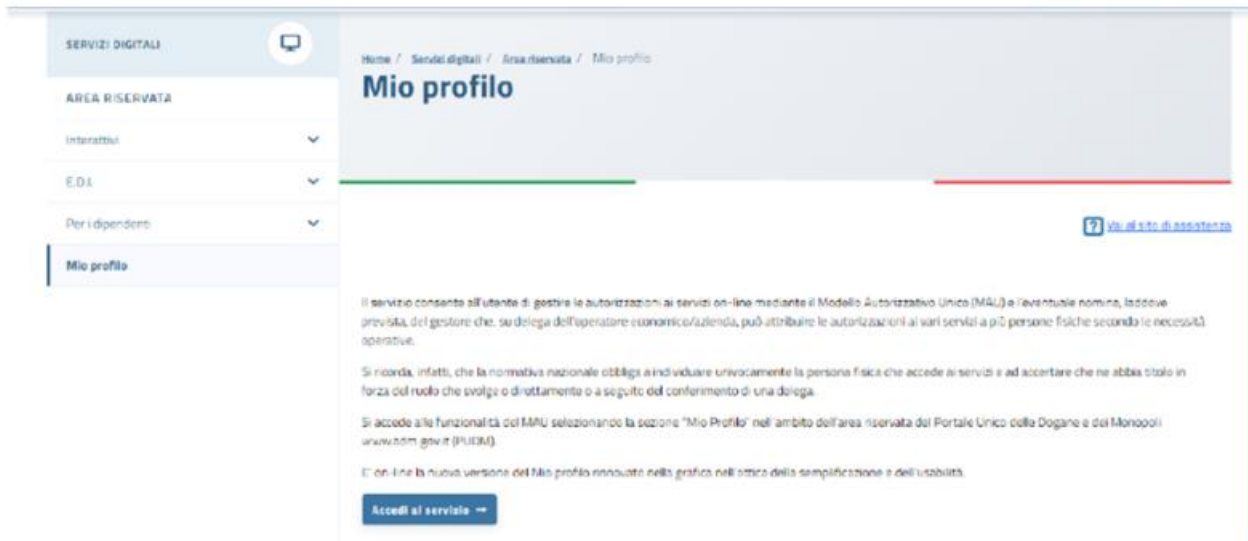 SERVIZI DIGITALI
AREA RISERVATA
Interattivi
E.D.I.
Per i dipendenti
Mio profilo
Home / Servizi digitali / Area riservata / Mio profilo
Mio profilo
? Vai al sito di assistenza
Il servizio consente all'utente di gestire le autorizzazioni ai servizi on-line mediante il Modello Autorizzativo Unico (MAU) e l'eventuale nomina, laddove
prevista, del gestore che, su delega dell'operatore economico/azienda, può attribuire le autorizzazioni ai vari servizi a più persone fisiche secondo le necessità
operative.
Si ricorda, infatti, che la normativa nazionale obbliga a individuare univocamente la persona fisica che accede ai servizi e ad accertare che ne abbia titolo in
forza del ruolo che svolge o direttamente o a seguito del conferimento di una delega.
Si accede alle funzionalità del MAU selezionando la sezione "Mio Profilo" nell'ambito dell'area riservata del Portale Unico delle Dogane e dei Monopoli
www.adm.gov.it (PUDM).
E' on-line la nuova versione del Mio profilo rinnovato nella grafica nell'ottica della semplificazione e dell'usabilità.
Accedi al servizio →